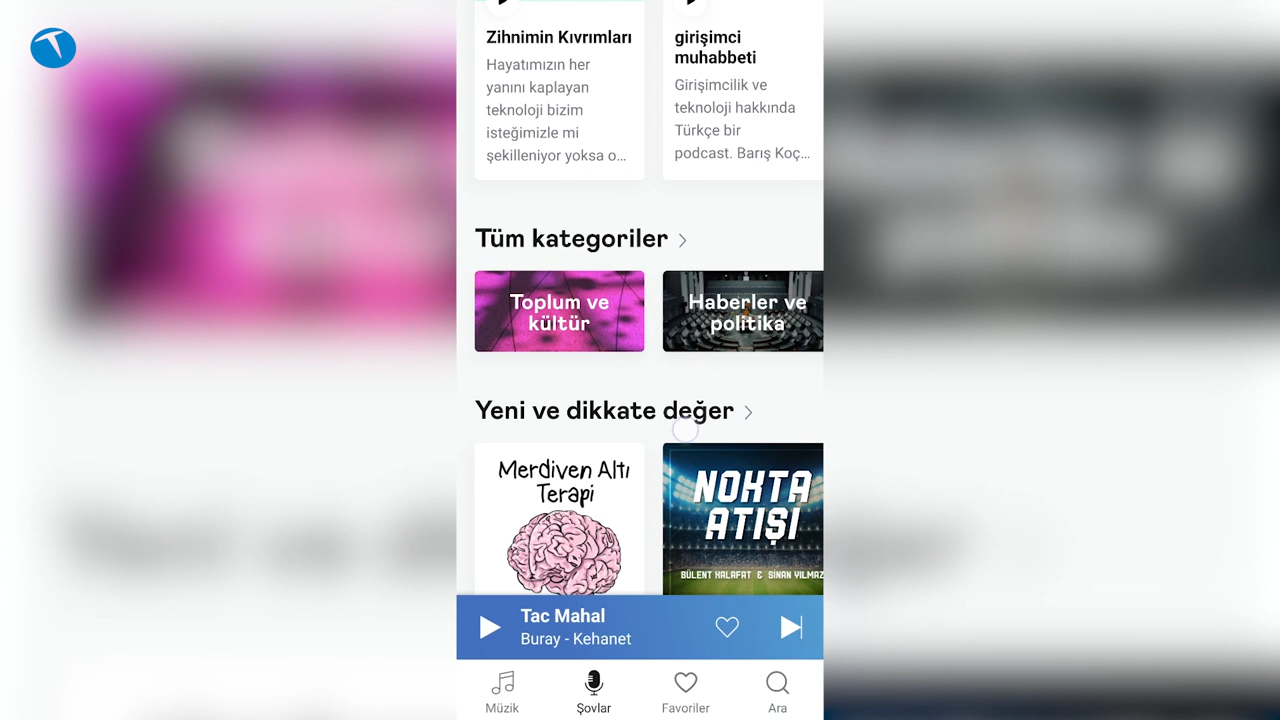 Zihnimin Kıvrımları
Hayatımızın her
yanını kaplayan
teknoloji bizim
isteğimizle mi
şekilleniyor yoksa o...
girişimci
muhabbeti
Girişimcilik ve
teknoloji hakkında
Türkçe bir
podcast. Barış Koç...
Tüm kategoriler
Toplum ve
kültür
Haberler ve
politika
Yeni ve dikkate değer
Merdiven Altı
Terapi
NOKTA
ATIŞI
BÜLENT KALAFAT & SİNAN YILMAZ
Tac Mahal
Buray - Kehanet
Müzik
Şovlar
Favoriler
Ara